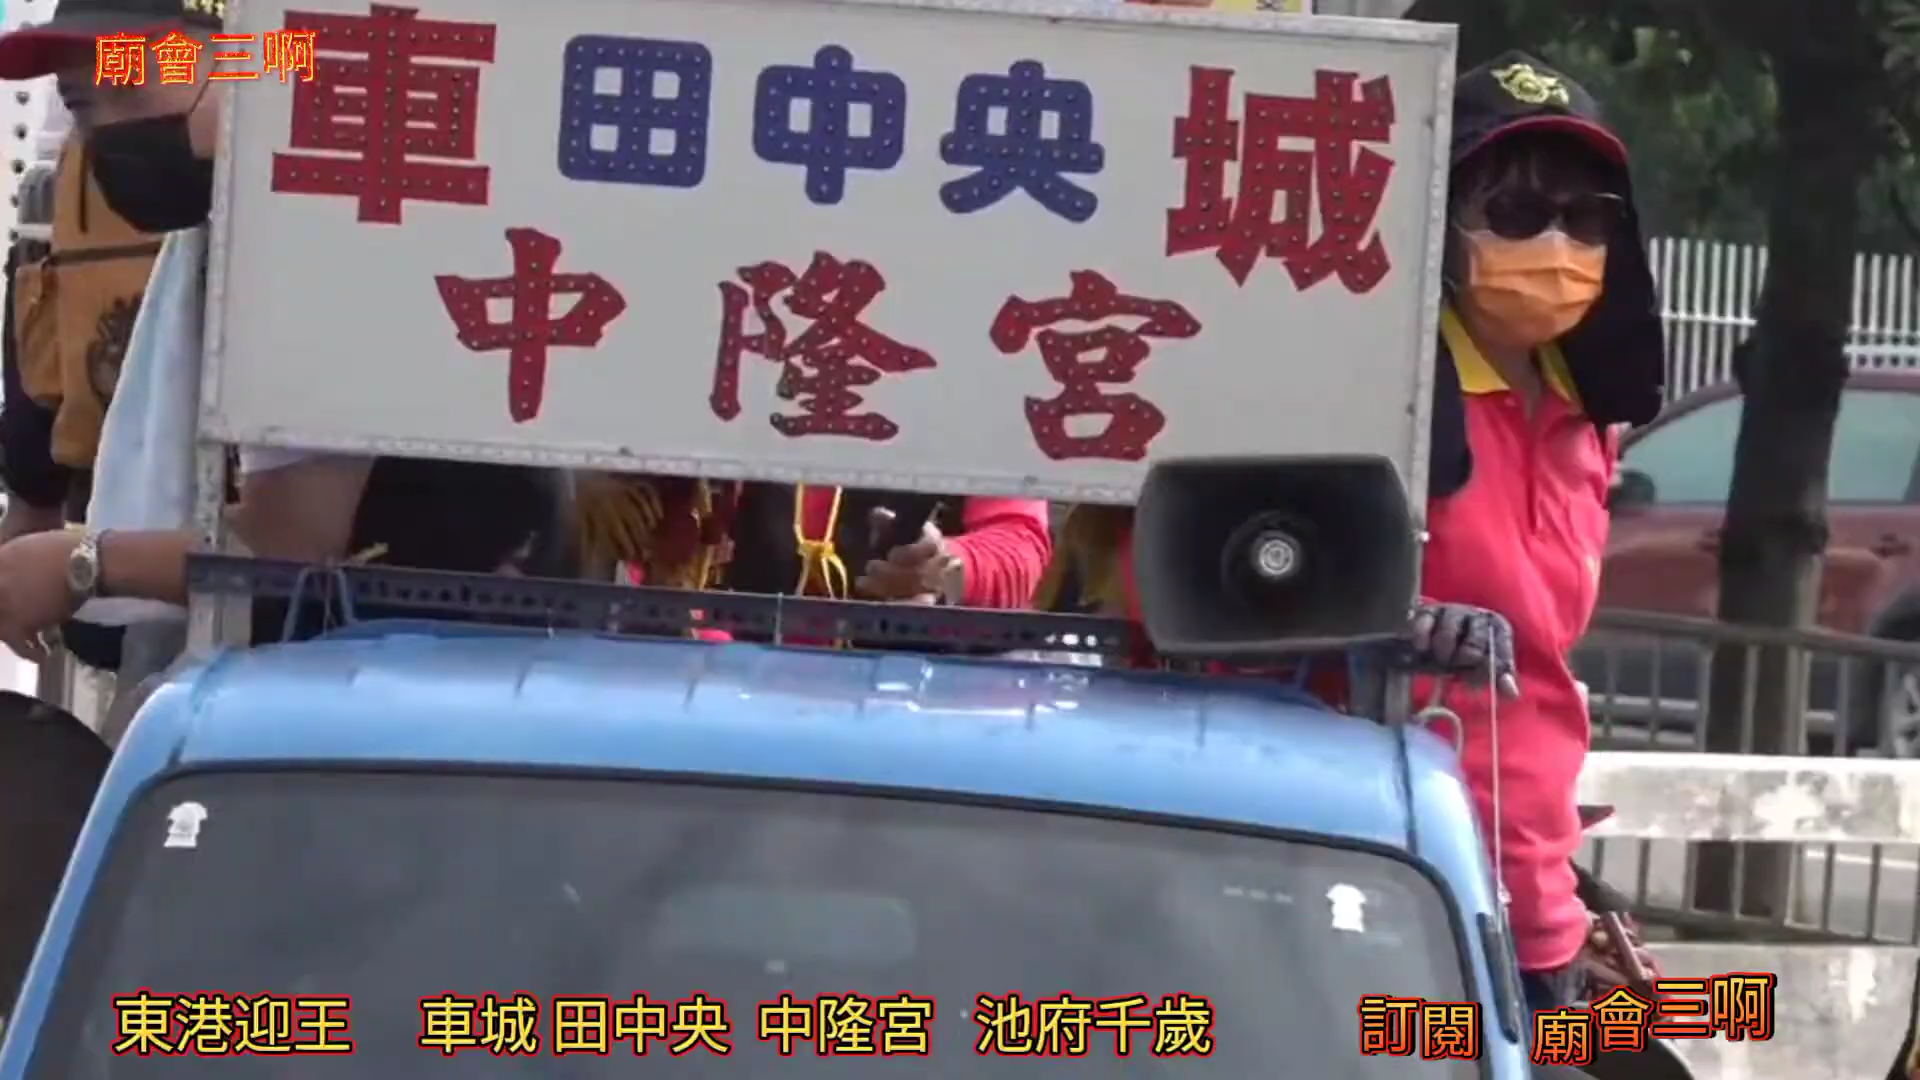 廟會三啊
車 田中央 城
中隆宮
東港迎王 車城 田中央 中隆宮 池府千歲 訂閱 廟會三啊